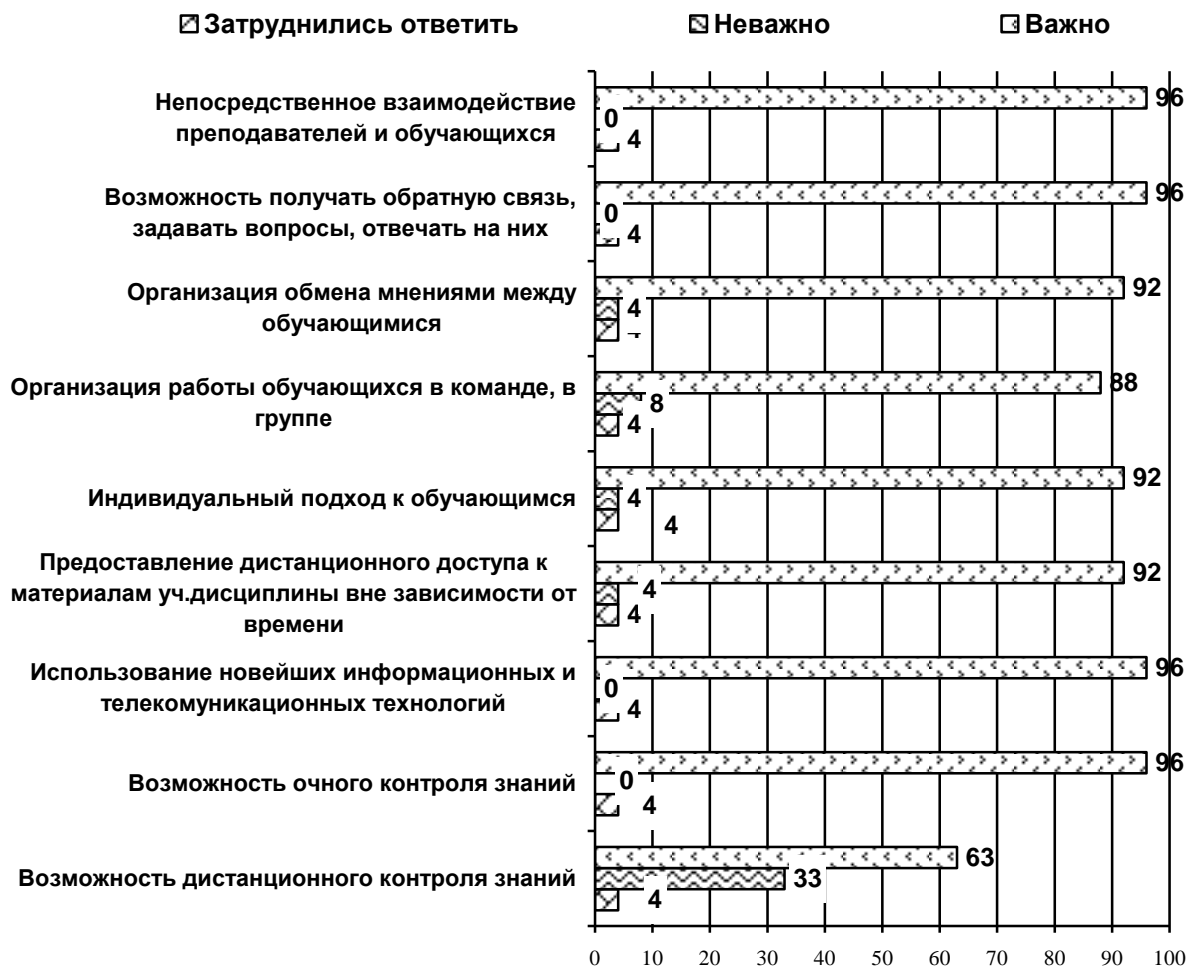 Затруднились ответить Неважно Важно
Непосредственное взаимодействие
преподавателей и обучающихся
96
0
4
Возможность получать обратную связь,
задавать вопросы, отвечать на них
96
0
4
Организация обмена мнениями между
обучающимися
92
4
Организация работы обучающихся в команде, в
группе
88
8
4
Индивидуальный подход к обучающимся
92
4
4
Предоставление дистанционного доступа к
материалам уч.дисциплины вне зависимости от
времени
92
4
4
Использование новейших информационных и
телекомуникационных технологий
96
0
4
Возможность очного контроля знаний
96
0
4
Возможность дистанционного контроля знаний
63
33
4
0 10 20 30 40 50 60 70 80 90 100